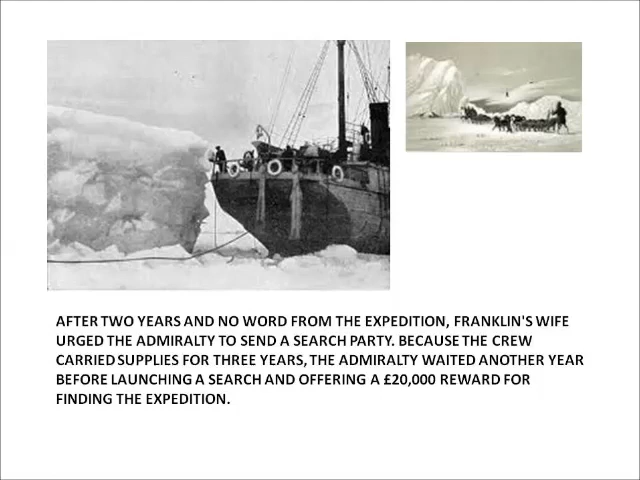 AFTER TWO YEARS AND NO WORD FROM THE EXPEDITION, FRANKLIN'S WIFE
URGED THE ADMIRALTY TO SEND A SEARCH PARTY. BECAUSE THE CREW
CARRIED SUPPLIES FOR THREE YEARS, THE ADMIRALTY WAITED ANOTHER YEAR
BEFORE LAUNCHING A SEARCH AND OFFERING A £20,000 REWARD FOR
FINDING THE EXPEDITION.